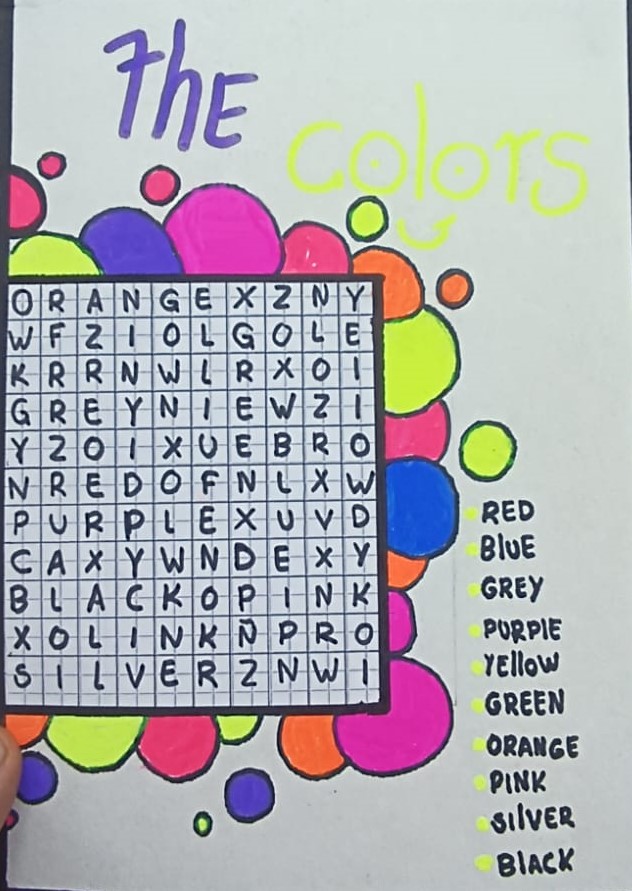 The
colors
O R A N G E X Z N Y
W F Z I O L G O L E
K R R N W L R X O I
G R E Y N I E W Z I
Y Z O I X U E B R O
N R E D O F N L X W
P U R P L E X U V D
C A X Y W N D E X Y
B L A C K O P I N K
X O L I N K Ñ P R O
S I L V E R Z N W I
RED
BlUE
GREY
PURPlE
YEllow
GREEN
ORANGE
PINK
SIlVER
BlACK